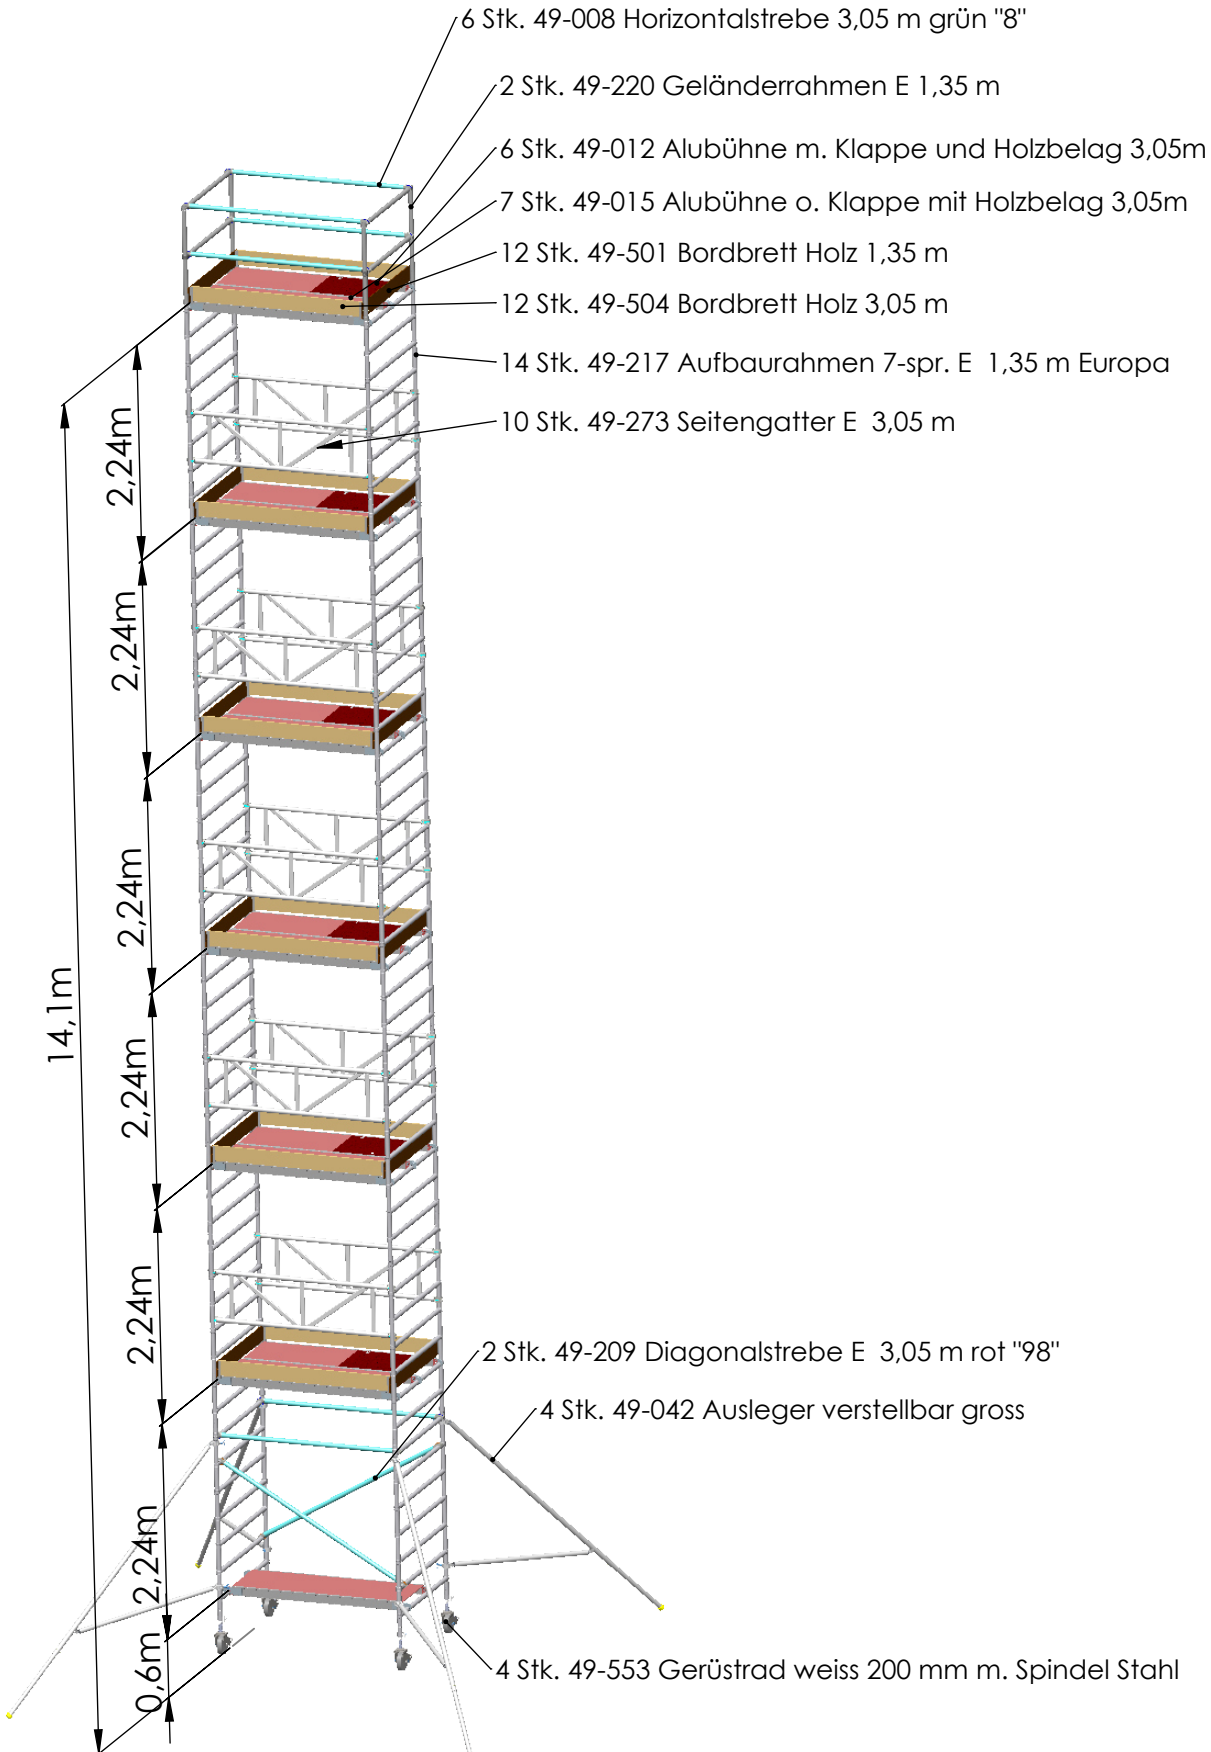 6 Stk. 49-008 Horizontalstrebe 3,05 m grün "8"
2 Stk. 49-220 Geländerrahmen E 1,35 m
6 Stk. 49-012 Alubühne m. Klappe und Holzbelag 3,05m
7 Stk. 49-015 Alubühne o. Klappe mit Holzbelag 3,05m
12 Stk. 49-501 Bordbrett Holz 1,35 m
12 Stk. 49-504 Bordbrett Holz 3,05 m
14 Stk. 49-217 Aufbaurahmen 7-spr. E 1,35 m Europa
10 Stk. 49-273 Seitengatter E 3,05 m
2,24m
2,24m
2,24m
14,1m
2,24m
2,24m
2 Stk. 49-209 Diagonalstrebe E 3,05 m rot "98"
4 Stk. 49-042 Ausleger verstellbar gross
2,24m
0,6m
4 Stk. 49-553 Gerüstrad weiss 200 mm m. Spindel Stahl